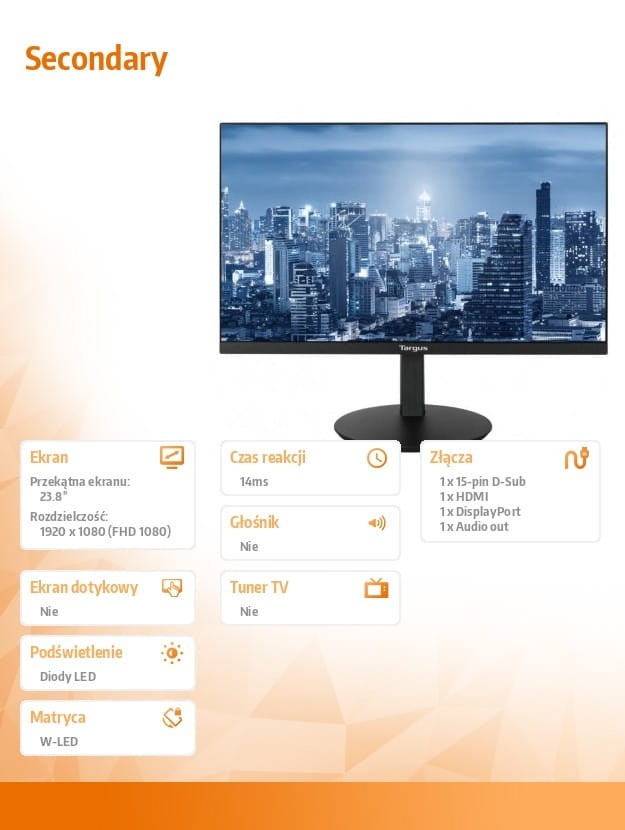 Secondary
Targus
Ekran
Przekątna ekranu:
23.8"
Rozdzielczość:
1920 x 1080 (FHD 1080)
Czas reakcji
14ms
Złącza
1 x 15-pin D-Sub
1 x HDMI
1 x DisplayPort
1 x Audio out
Głośnik
Nie
Ekran dotykowy
Nie
Tuner TV
Nie
Podświetlenie
Diody LED
Matryca
W-LED